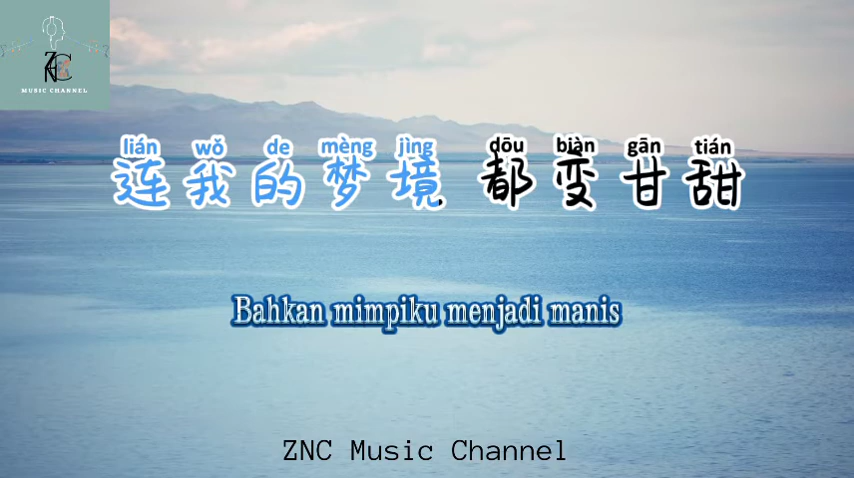 ZNC
MUSIC CHANNEL
lián wǒ de mèng jìng dōu biàn gān tián
连我的梦境 都变甘甜
Bahkan mimpiku menjadi manis
ZNC Music Channel